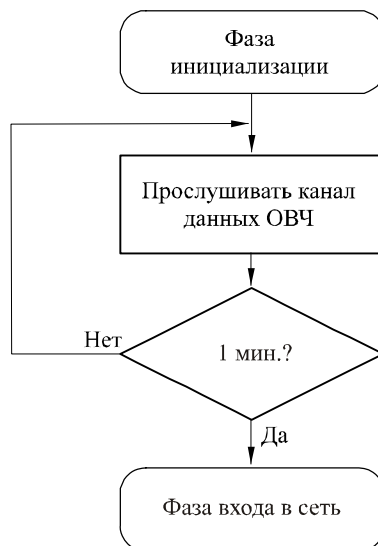 Фаза
инициализации
Прослушивать канал
данных ОВЧ
Нет
1 мин.?
Да
Фаза входа в сеть